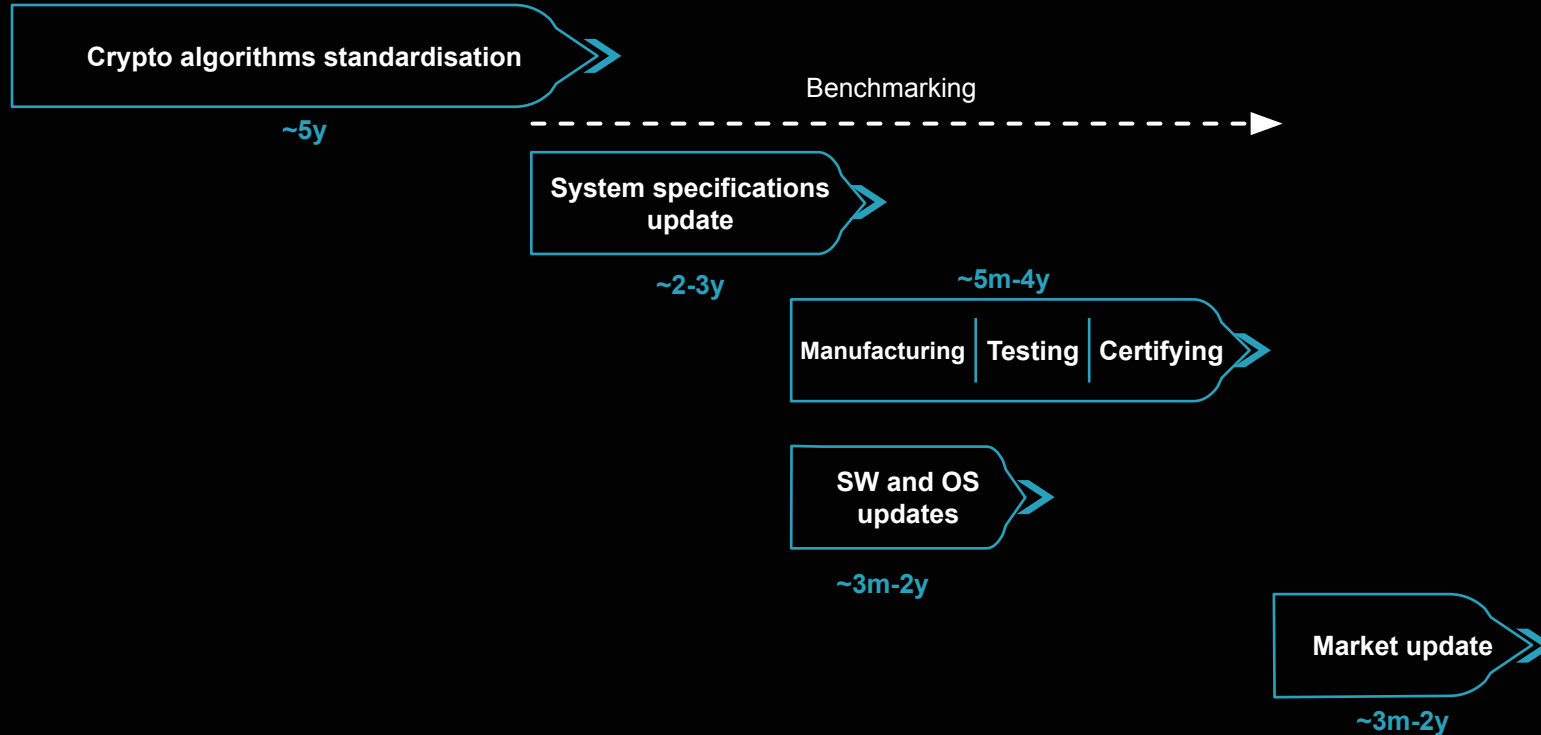 Crypto algorithms standardisation
~5y
Benchmarking
System specifications
update
~2-3y
~5m-4y
Manufacturing
Testing
Certifying
SW and OS
updates
~3m-2y
Market update
~3m-2y